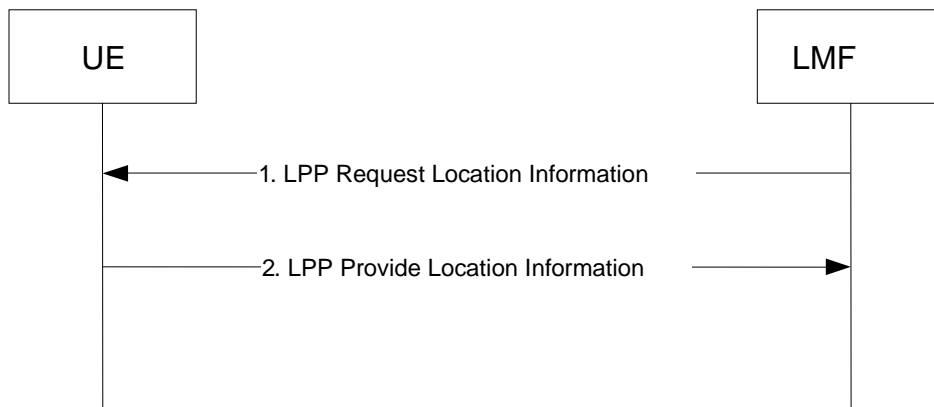 UE
LMF
1. LPP Request Location Information
2. LPP Provide Location Information